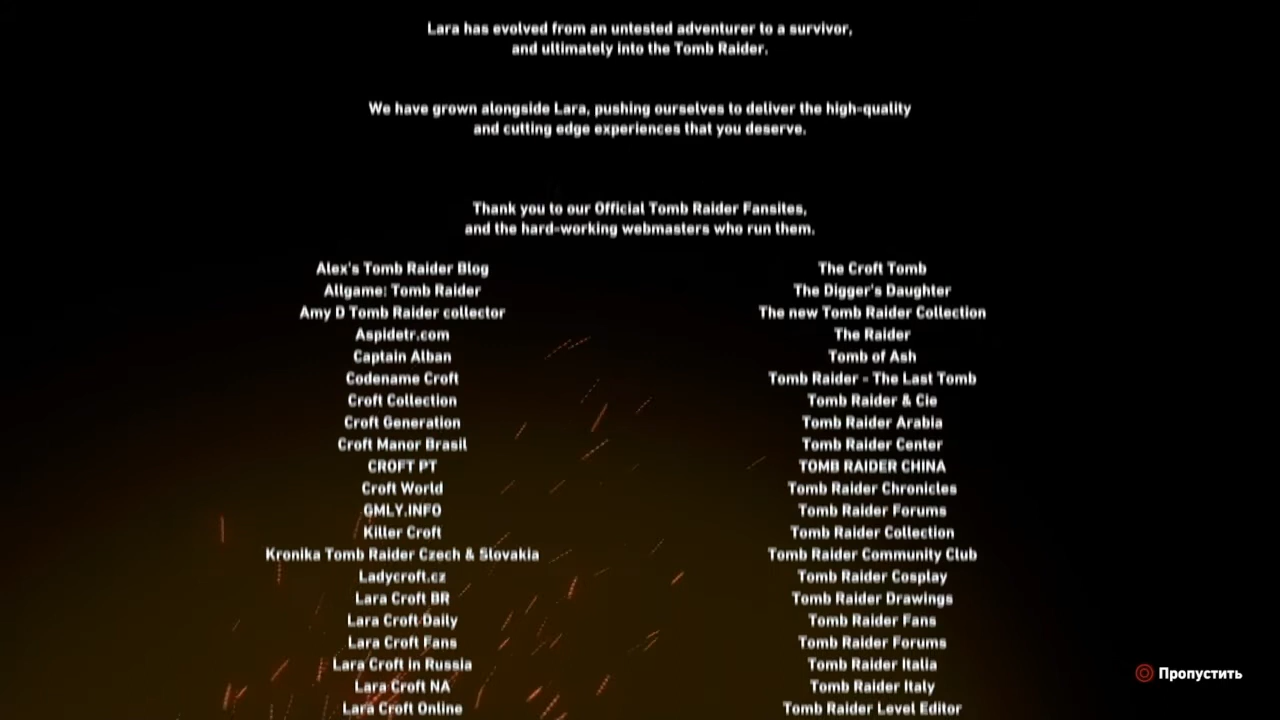 Lara has evolved from an untested adventurer to a survivor,
and ultimately into the Tomb Raider.
We have grown alongside Lara, pushing ourselves to deliver the high-quality
and cutting edge experiences that you deserve.
Thank you to our Official Tomb Raider Fansites,
and the hard-working webmasters who run them.
Alex's Tomb Raider Blog
Allgame: Tomb Raider
Amy D Tomb Raider collector
Aspidetr.com
Captain Alban
Codename Croft
Croft Collection
Croft Generation
Croft Manor Brasil
CROFT PT
Croft World
GMLY.INFO
Killer Croft
Kronika Tomb Raider Czech & Slovakia
Ladycroft.cz
Lara Croft BR
Lara Croft Daily
Lara Croft Fans
Lara Croft in Russia
Lara Croft NA
Lara Croft Online
The Croft Tomb
The Digger's Daughter
The new Tomb Raider Collection
The Raider
Tomb of Ash
Tomb Raider - The Last Tomb
Tomb Raider & Cie
Tomb Raider Arabia
Tomb Raider Center
TOMB RAIDER CHINA
Tomb Raider Chronicles
Tomb Raider Forums
Tomb Raider Collection
Tomb Raider Community Club
Tomb Raider Cosplay
Tomb Raider Drawings
Tomb Raider Fans
Tomb Raider Forums
Tomb Raider Italia
Tomb Raider Italy
Tomb Raider Level Editor
Пропустить